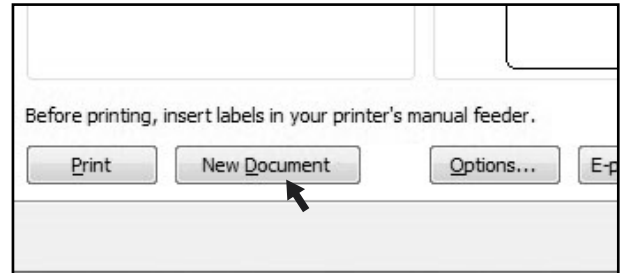 Before printing, insert labels in your printer's manual feeder.
Print New Document Options... E-p